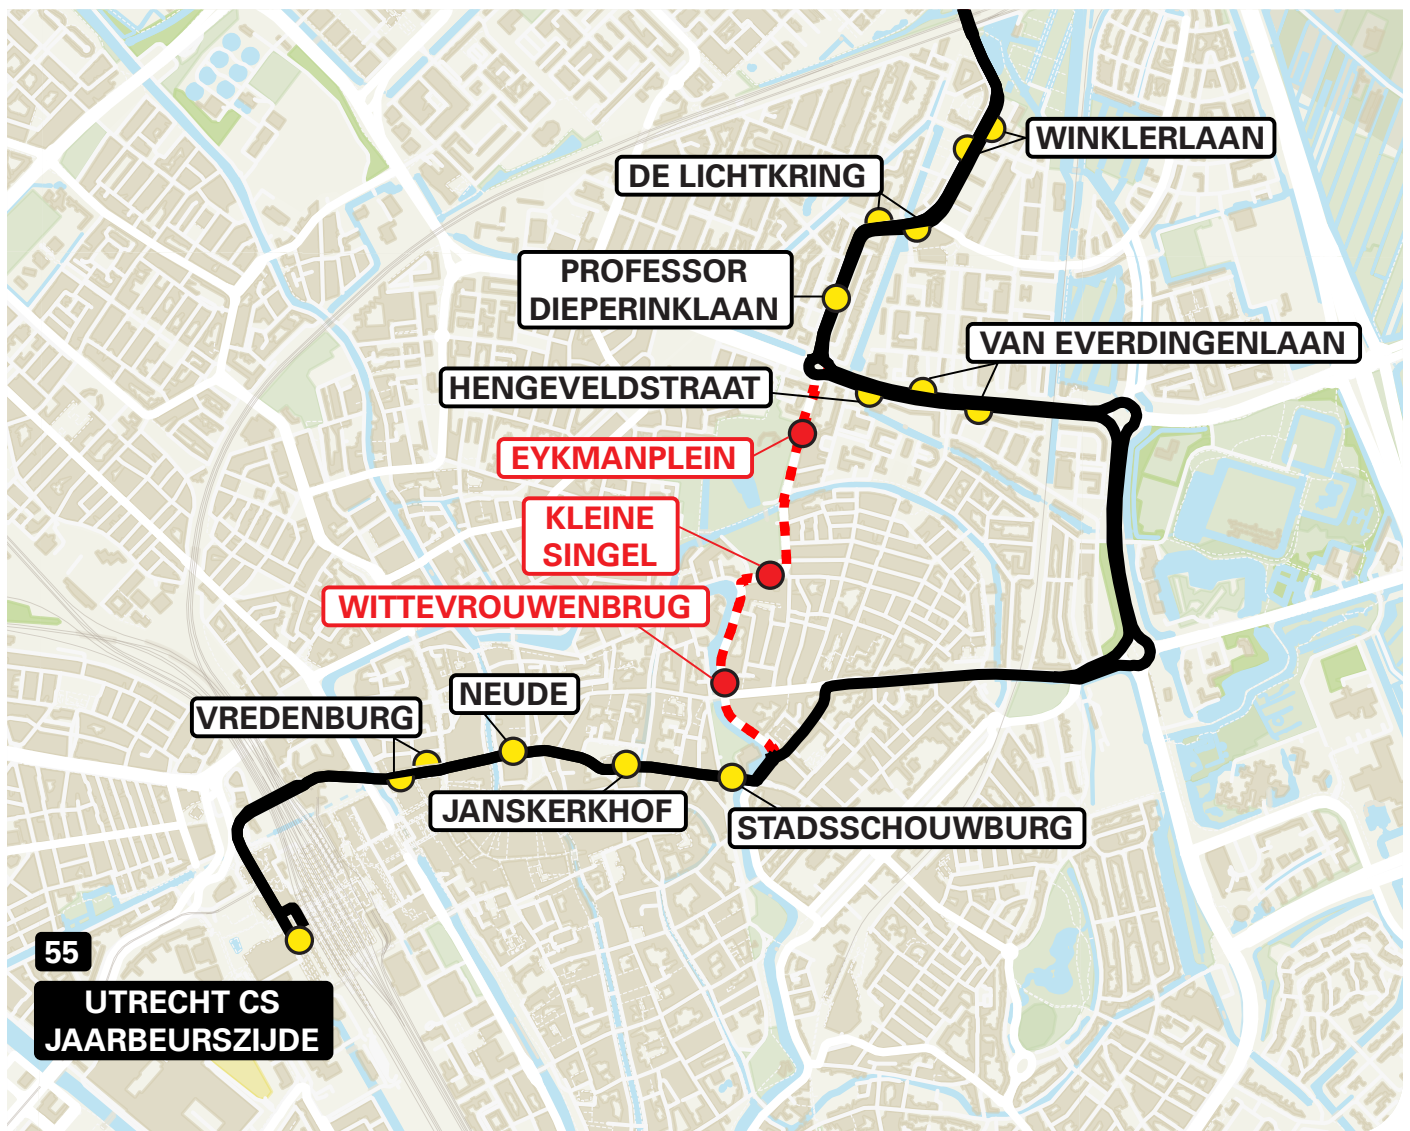 WINKLERLAAN
DE LICHTKRING
PROFESSOR
DIEPERINKLAAN
VAN EVERDINGENLAAN
HENGEVELDSTRAAT
EYKMANPLEIN
KLEINE
SINGEL
WITTEVROUWENBRUG
NEUDE
VREDENBURG
JANSKERKHOF
STADSSCHOUWBURG
55
UTRECHT CS
JAARBEURSZIJDE